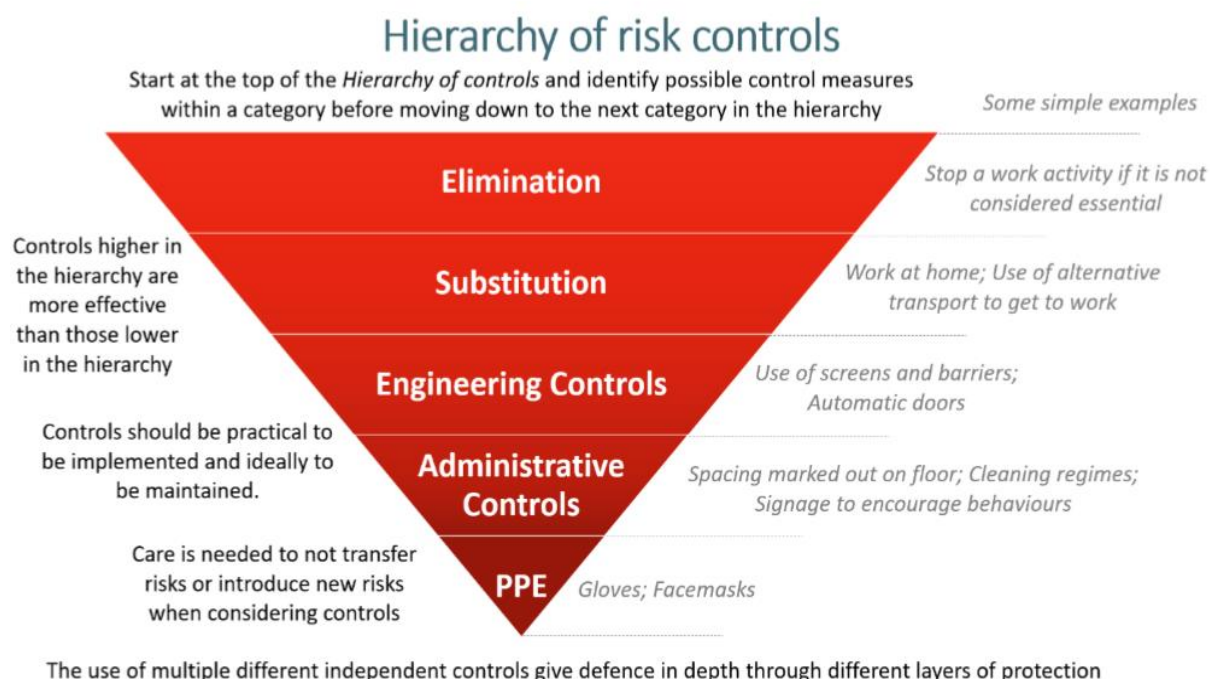 Hierarchy of risk controls
Start at the top of the Hierarchy of controls and identify possible control measures
within a category before moving down to the next category in the hierarchy
Some simple examples
Elimination
Stop a work activity if it is not
considered essential
Controls higher in
the hierarchy are
more effective
than those lower
in the hierarchy
Substitution
Work at home; Use of alternative
transport to get to work
Engineering Controls
Use of screens and barriers;
Automatic doors
Controls should be practical to
be implemented and ideally to
be maintained.
Administrative
Controls
Spacing marked out on floor; Cleaning regimes;
Signage to encourage behaviours
Care is needed to not transfer
risks or introduce new risks
when considering controls
PPE
Gloves; Facemasks
The use of multiple different independent controls give defence in depth through different layers of protection